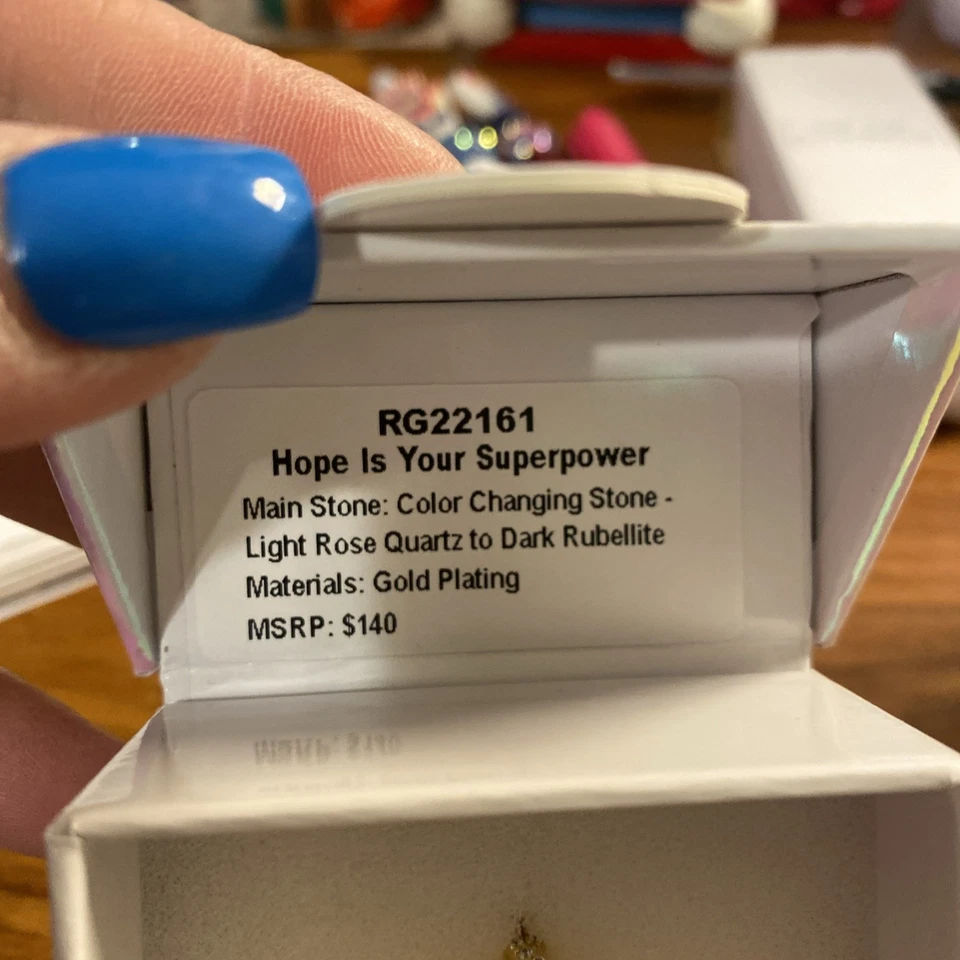 RG22161
Hope Is Your Superpower
Main Stone: Color Changing Stone -
Light Rose Quartz to Dark Rubellite
Materials: Gold Plating
MSRP: $140